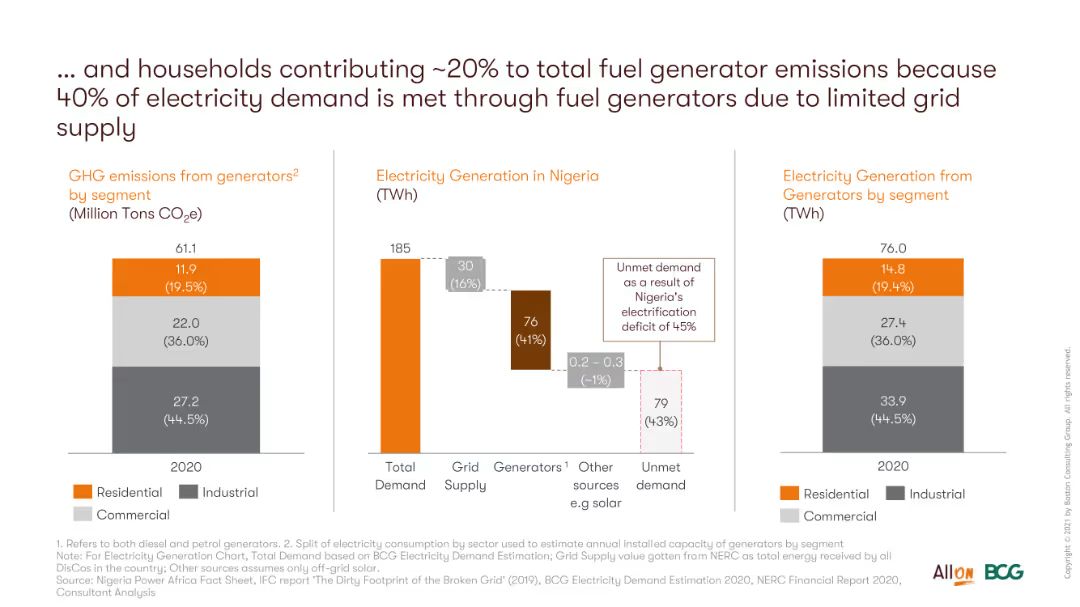 ... and households contributing ~20% to total fuel generator emissions because
40% of electricity demand is met through fuel generators due to limited grid
supply
GHG emissions from generators2
by segment
(Million Tons CO2e)
61.1
11.9
(19.5%)
22.0
(36.0%)
27.2
(44.5%)
2020
Residential
Industrial
Commercial
Electricity Generation in Nigeria
(TWh)
185
30
(16%)
76
(41%)
0.2 – 0.3
(~1%)
Unmet demand
as a result of
Nigeria's
electrification
deficit of 45%
79
(43%)
Total
Demand
Grid
Supply
Generators1
Other
sources
e.g solar
Unmet
demand
Electricity Generation from
Generators by segment
(TWh)
76.0
14.8
(19.4%)
27.4
(36.0%)
33.9
(44.5%)
2020
Residential
Industrial
Commercial
1. Refers to both diesel and petrol generators. 2. Split of electricity consumption by sector used to estimate annual installed capacity of generators by segment
Note: For Electricity Generation Chart, Total Demand based on BCG Electricity Demand Estimation; Grid Supply value gotten from NERC as total energy received by all
DisCos in the country; Other sources assumes only off-grid solar.
Source: Nigeria Power Africa Fact Sheet, IFC report 'The Dirty Footprint of the Broken Grid' (2019), BCG Electricity Demand Estimation 2020, NERC Financial Report 2020,
Consultant Analysis
All ON
BCG
Copyright © 2021 by Boston Consulting Group. All rights reserved.